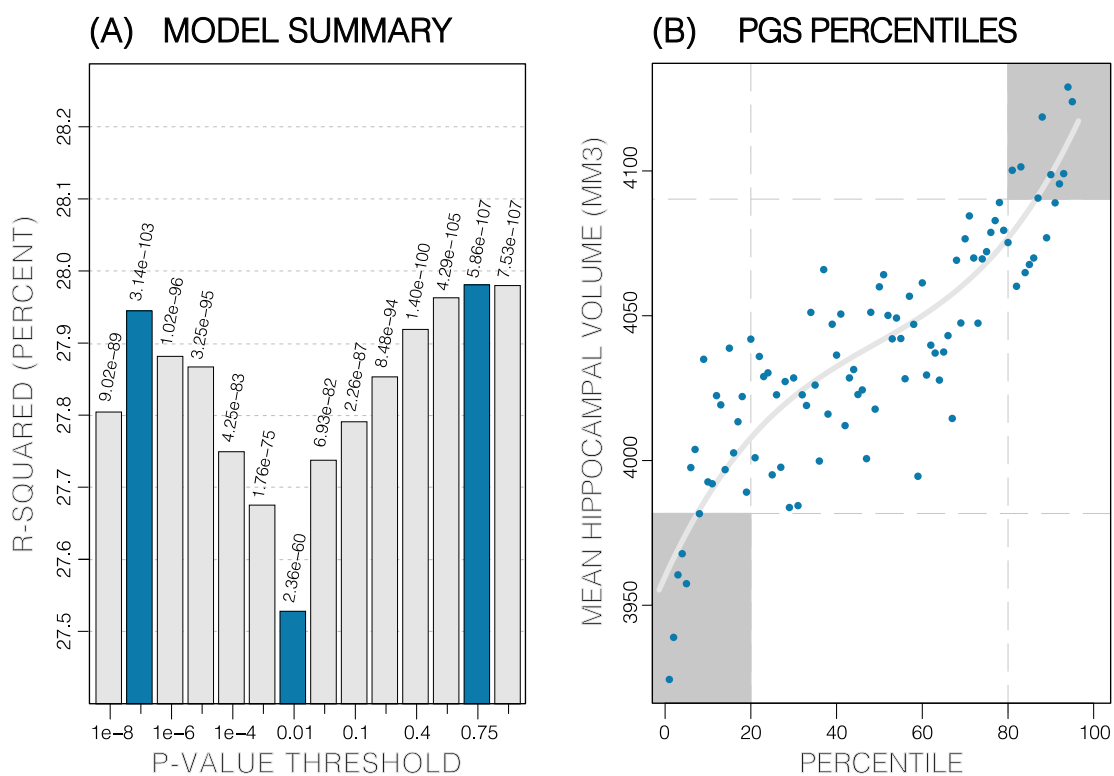 (A) MODEL SUMMARY
R-SQUARED (PERCENT)
28.2
28.1
28.0
27.9
27.8
27.7
27.6
27.5
9.02e−89
3.14e−103
1.02e−96
3.25e−95
4.25e−83
1.76e−75
2.36e−60
6.93e−82
2.26e−87
8.48e−94
1.40e−100
4.29e−105
5.86e−107
7.53e−107
1e−8 1e−6 1e−4 0.01 0.1 0.4 0.75
P-VALUE THRESHOLD
(B) PGS PERCENTILES
MEAN HIPPOCAMPAL VOLUME (MM3)
4100
4050
4000
3950
0 20 40 60 80 100
PERCENTILE